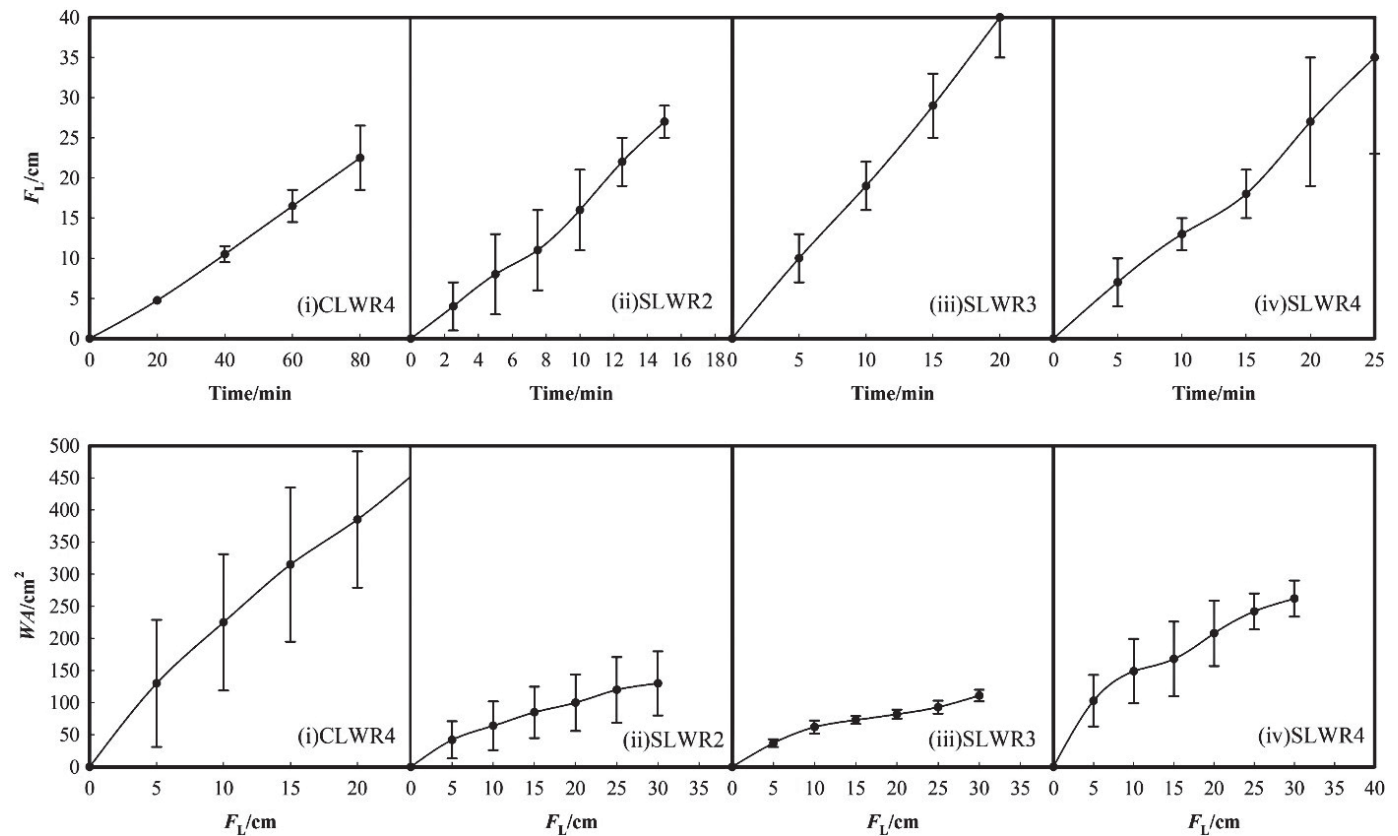 40
35
30
25
20
15
10
5
0
F_L/cm
(i)CLWR4
(ii)SLWR2
(iii)SLWR3
(iv)SLWR4
0 20 40 60 80
0 2 4 6 8 10 12 14 16 18
0 5 10 15 20
0 5 10 15 20 25
Time/min
Time/min
Time/min
Time/min
500
450
400
350
300
250
200
150
100
50
0
WA/cm²
(i)CLWR4
(ii)SLWR2
(iii)SLWR3
(iv)SLWR4
0 5 10 15 20
0 5 10 15 20 25 30 35
0 5 10 15 20 25 30 35
0 5 10 15 20 25 30 35 40
F_L/cm
F_L/cm
F_L/cm
F_L/cm